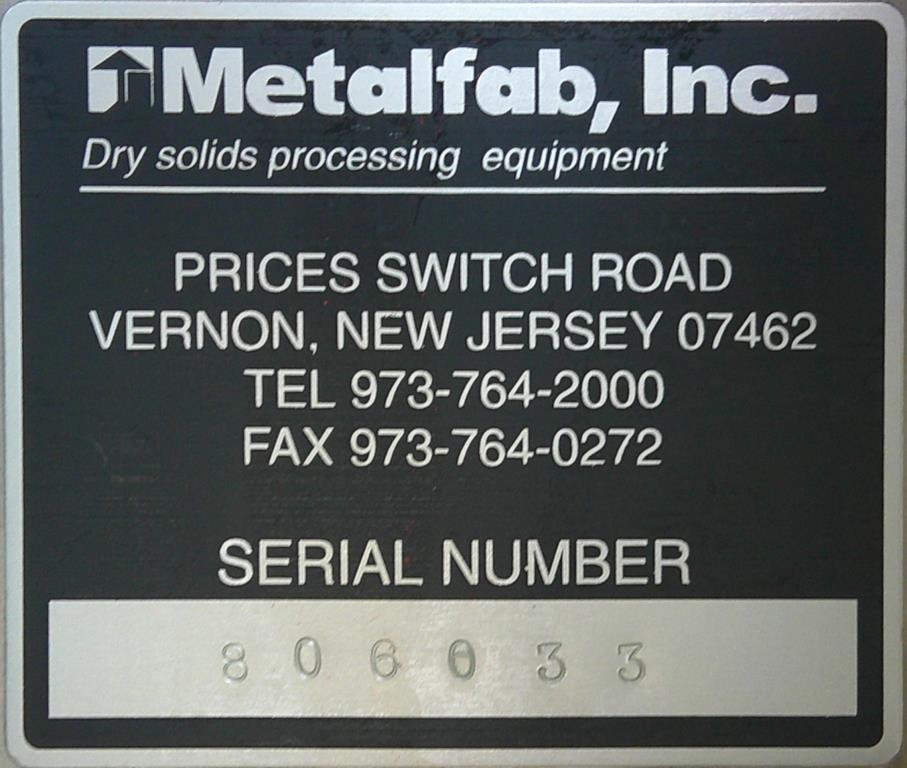 Metalfab, Inc.
Dry solids processing equipment
PRICES SWITCH ROAD
VERNON, NEW JERSEY 07462
TEL 973-764-2000
FAX 973-764-0272
SERIAL NUMBER
806033